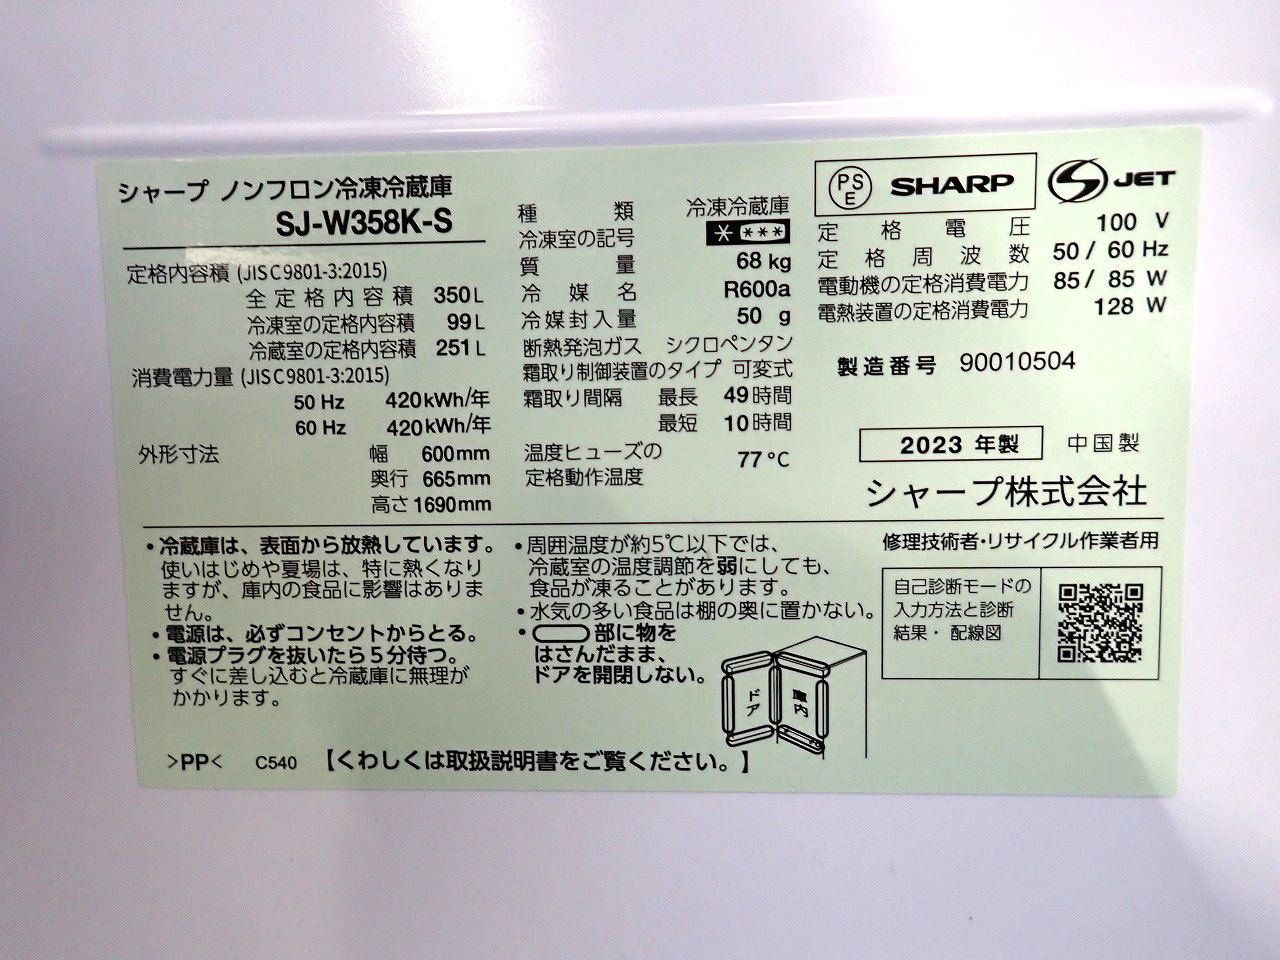 シャープ ノンフロン冷凍冷蔵庫
SJ-W358K-S
定格内容積 (JIS C 9801-3:2015)
全定格内容積 350L
冷凍室の定格内容積 99L
冷蔵室の定格内容積 251L
消費電力量 (JIS C 9801-3:2015)
50 Hz 420kWh/年
60 Hz 420kWh/年
外形寸法 幅 600mm
奥行 665mm
高さ 1690mm
種類 冷凍冷蔵庫
冷凍室の記号 * ***
質量 68 kg
冷媒名 R600a
冷媒封入量 50 g
断熱発泡ガス シクロペンタン
霜取り制御装置のタイプ 可変式
霜取り間隔 最長 49時間
最短 10時間
温度ヒューズの
定格動作温度 77℃
PS
E
SHARP
S JET
定格電圧 100 V
定格周波数 50/ 60 Hz
電動機の定格消費電力 85/ 85 W
電熱装置の定格消費電力 128 W
製造番号 90010504
2023 年製 中国製
シャープ株式会社
・冷蔵庫は、表面から放熱しています。
使いはじめや夏場は、特に熱くなり
ますが、庫内の食品に影響はありま
せん。
・電源は、必ずコンセントからとる。
・電源プラグを抜いたら5分待つ。
すぐに差し込むと冷蔵庫に無理が
かかります。
・周囲温度が約5℃以下では、
冷蔵室の温度調節を弱にしても、
食品が凍ることがあります。
・水気の多い食品は棚の奥に置かない。
・ 部に物を
はさんだまま、
ドアを開閉しない。
ドア
庫内
修理技術者・リサイクル作業者用
自己診断モードの
入力方法と診断
結果・配線図
>PP< C540 【くわしくは取扱説明書をご覧ください。】